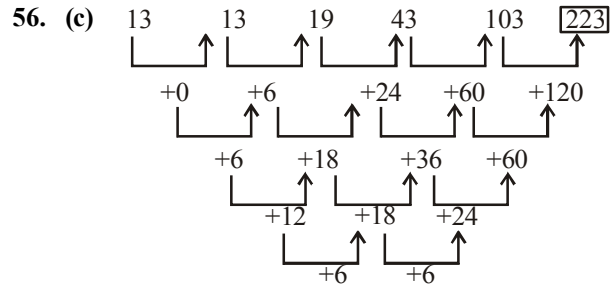 56. (c) 13 13 19 43 103 223
+0 +6 +24 +60 +120
+6 +18 +36 +60
+12 +18 +24
+6 +6